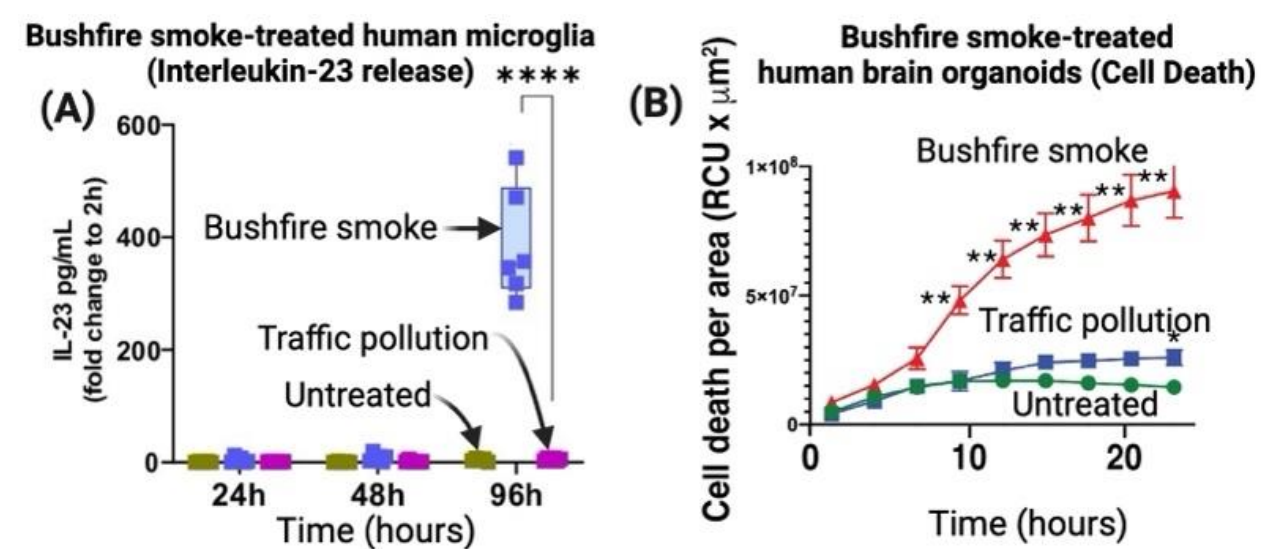 Bushfire smoke-treated human microglia
(Interleukin-23 release) ****
(A)
IL-23 pg/mL
(fold change to 2h)
600
400
200
0
Bushfire smoke
Traffic pollution
Untreated
24h 48h 96h
Time (hours)
Bushfire smoke-treated
human brain organoids (Cell Death)
(B)
Cell death per area (RCU x µm²)
Bushfire smoke
1×10⁸
5×10⁷
0
** ** ** ** ** **
Traffic pollution
*
Untreated
0 10 20
Time (hours)